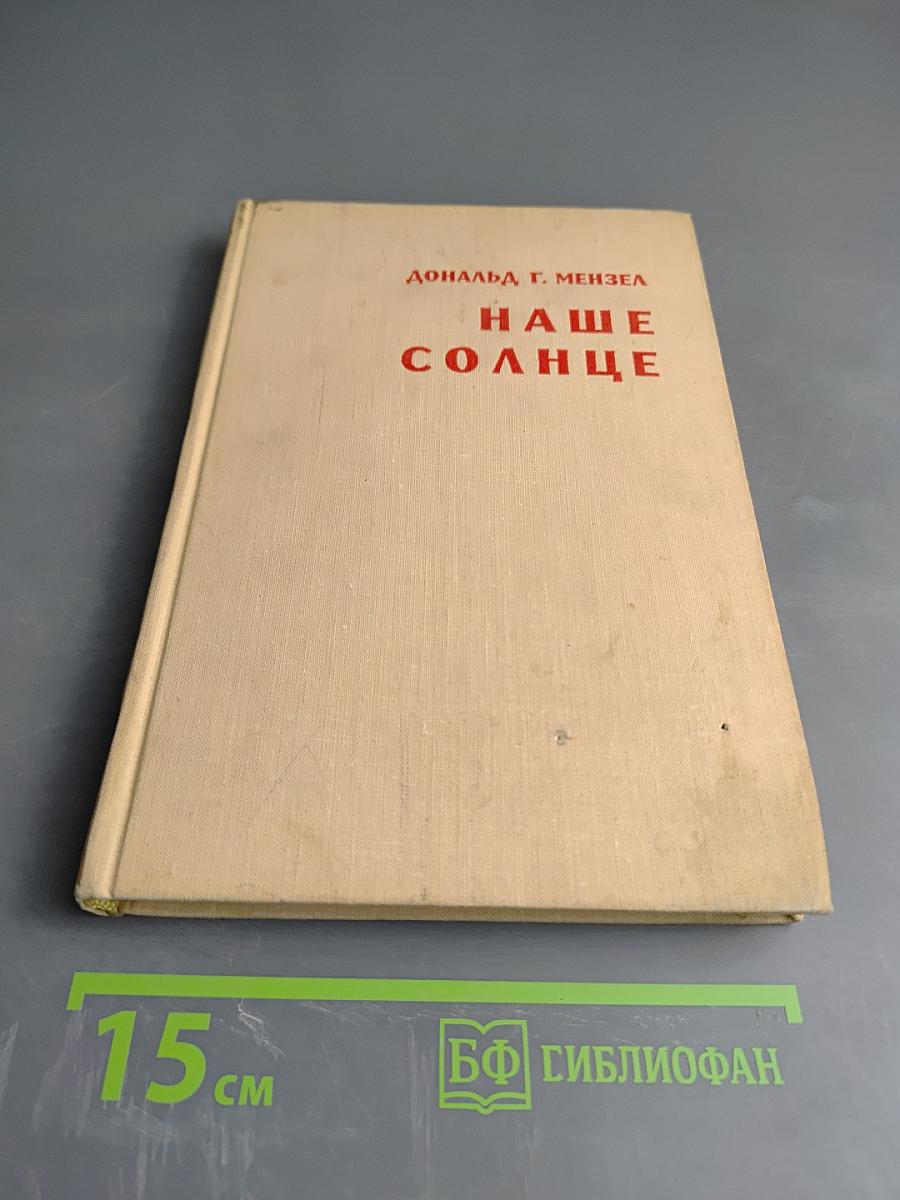 ДОНАЛЬД Г. МЕНЗЕЛ
НАШЕ
СОЛНЦЕ
15 см
БФ БИБЛИОФАН